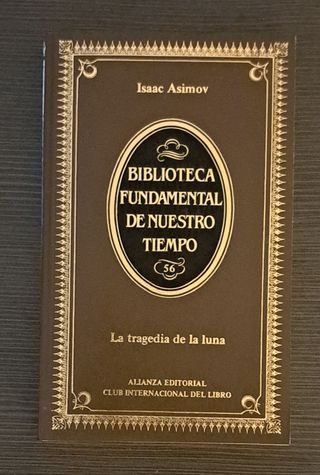 Isaac Asimov
BIBLIOTECA
FUNDAMENTAL
DE NUESTRO
TIEMPO
56
La tragedia de la luna
ALIANZA EDITORIAL
CLUB INTERNACIONAL DEL LIBRO